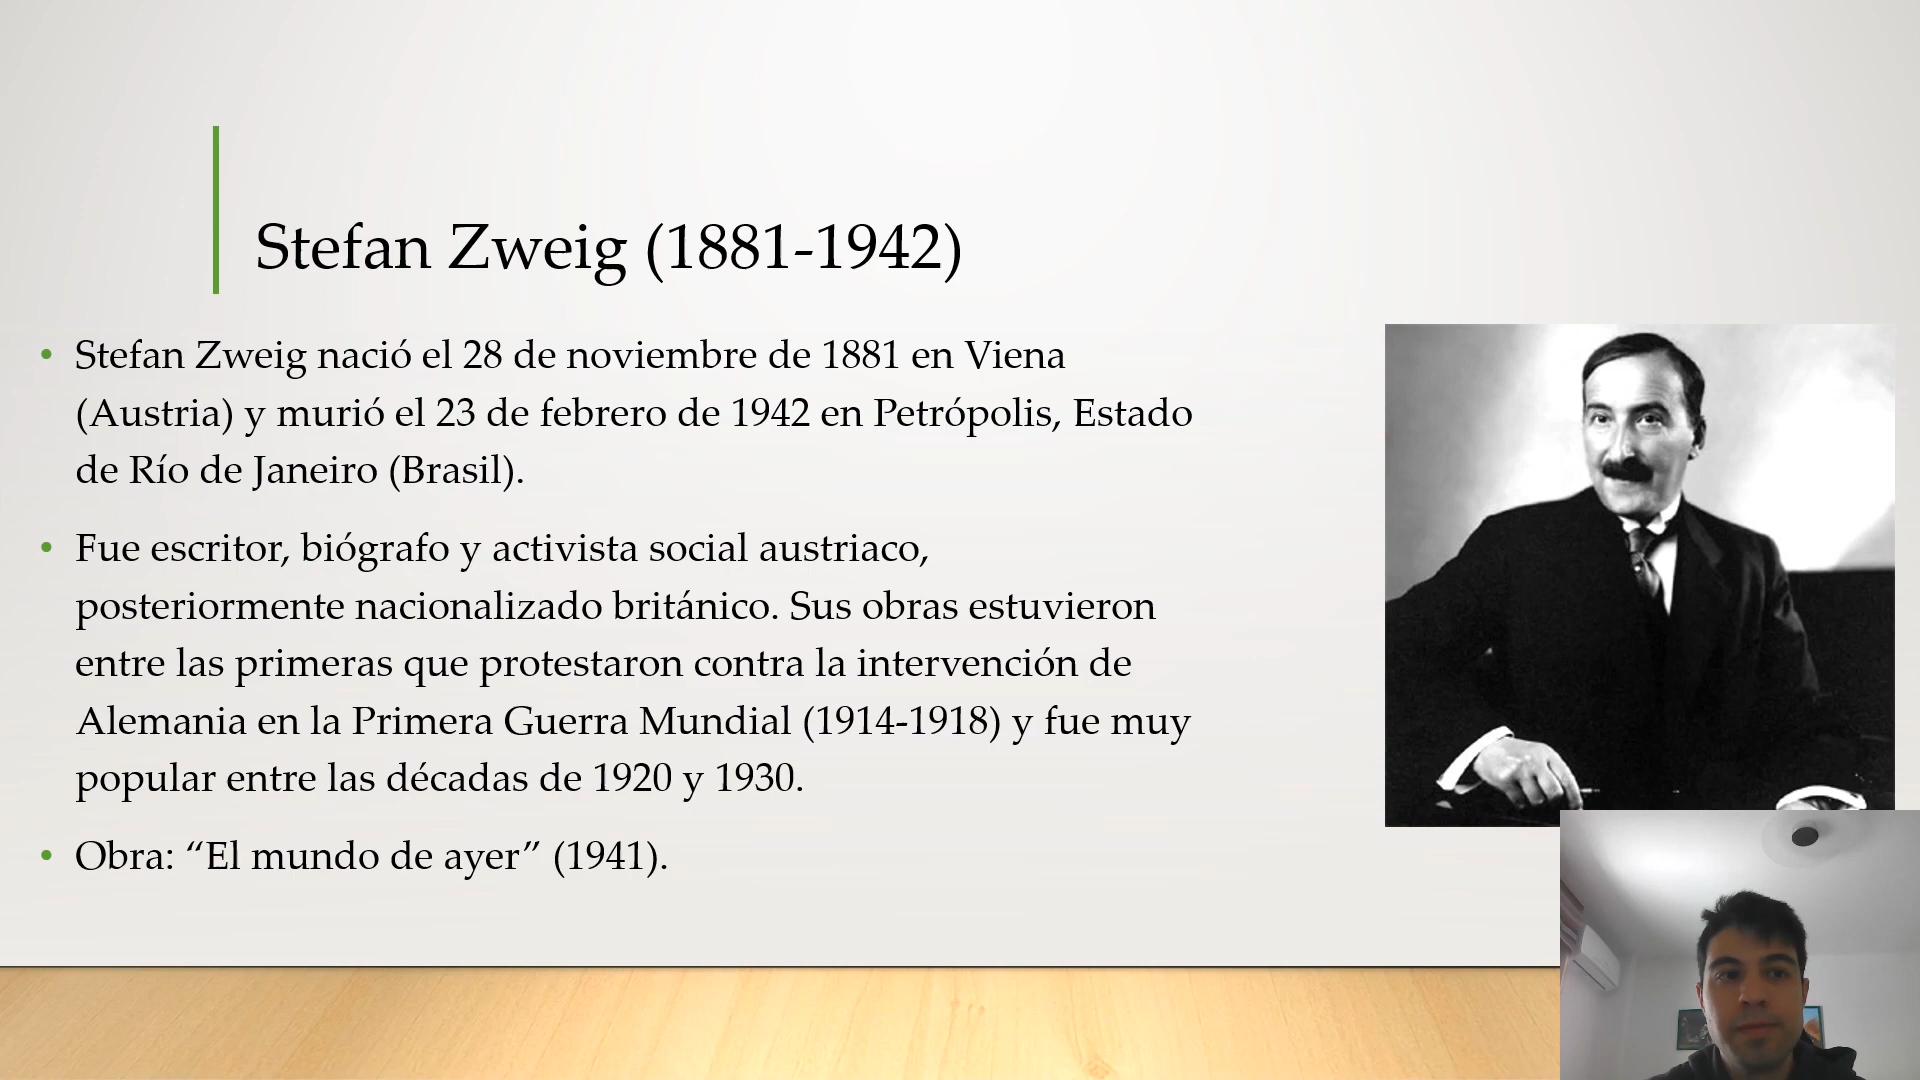 Stefan Zweig (1881-1942)
• Stefan Zweig nació el 28 de noviembre de 1881 en Viena
(Austria) y murió el 23 de febrero de 1942 en Petrópolis, Estado
de Río de Janeiro (Brasil).
• Fue escritor, biógrafo y activista social austriaco,
posteriormente nacionalizado británico. Sus obras estuvieron
entre las primeras que protestaron contra la intervención de
Alemania en la Primera Guerra Mundial (1914-1918) y fue muy
popular entre las décadas de 1920 y 1930.
• Obra: “El mundo de ayer” (1941).